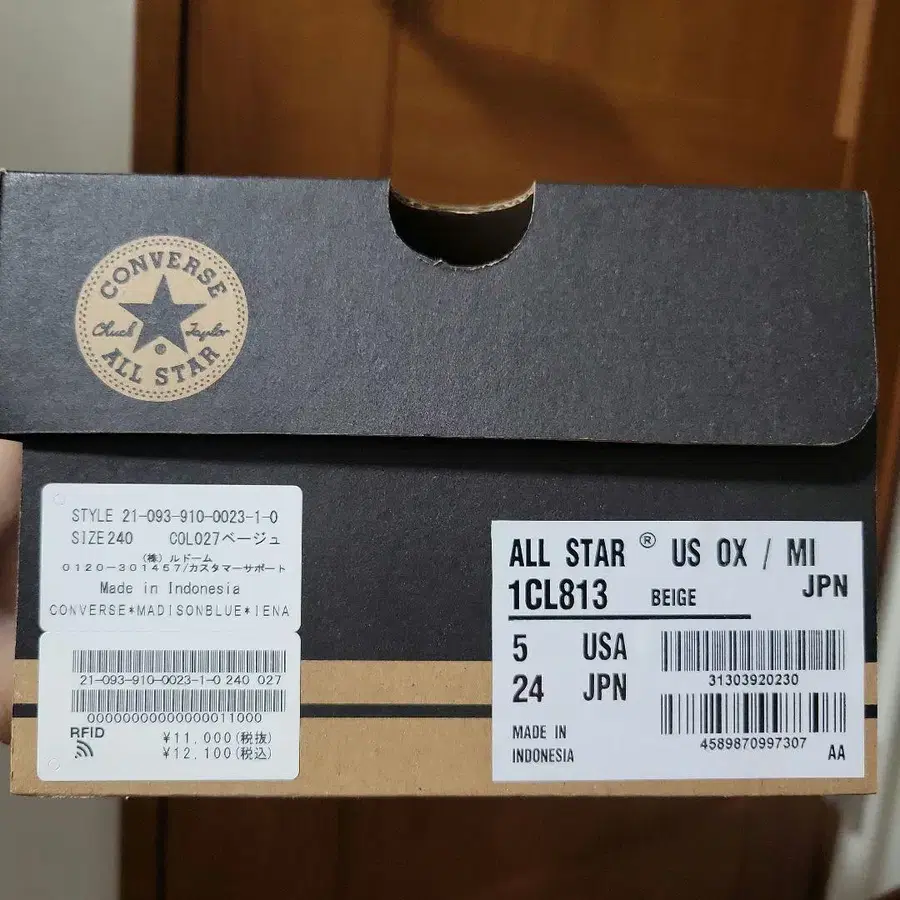 CONVERSE
Chuck Taylor
ALL STAR
STYLE 21-093-910-0023-1-0
SIZE240 COL027ベージュ
(株) ルドーム
0120-301457/カスタマーサポート
Made in Indonesia
CONVERSE*MADISONBLUE*IENA
21-093-910-0023-1-0 240 027
00000000000000011000
RFID
¥11,000(税抜)
¥12,100(税込)
ALL STAR ® US OX / MI
JPN
1CL813 BEIGE
5 USA
24 JPN
31303920230
MADE IN
INDONESIA
4589870997307
AA